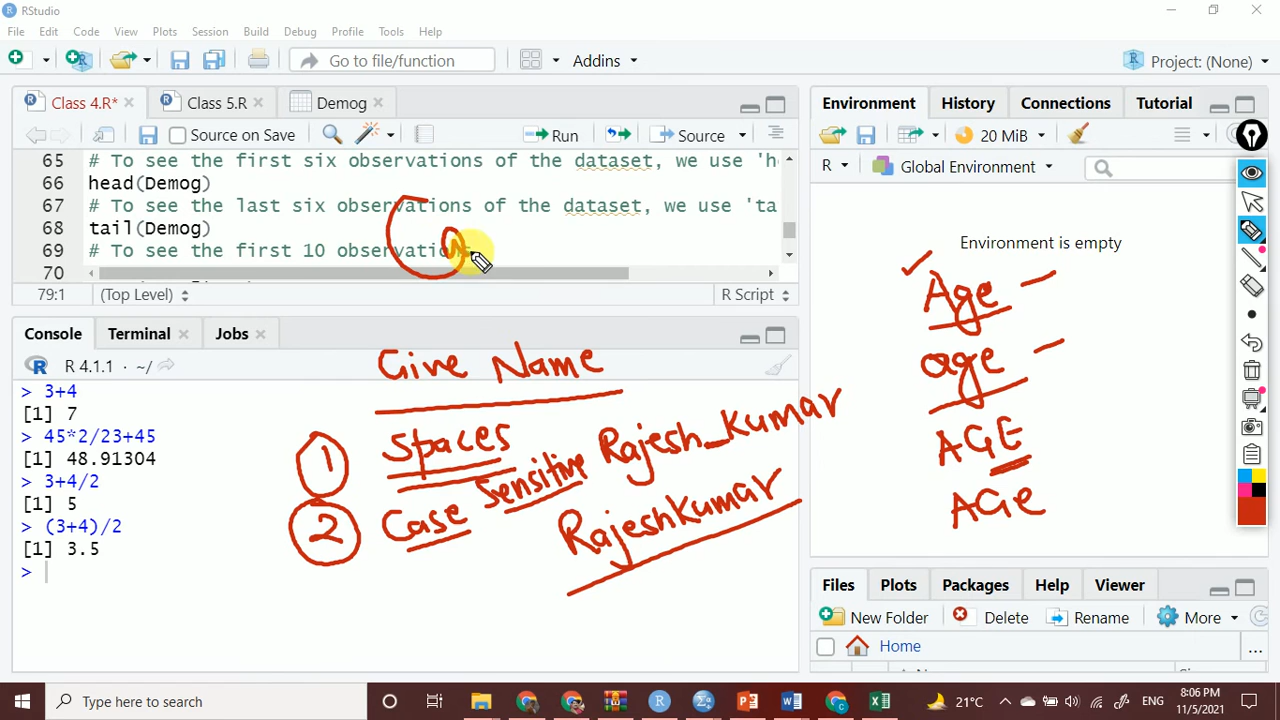 RStudio
File Edit Code View Plots Session Build Debug Profile Tools Help
Go to file/function Addins Project: (None)
Class 4.R* Class 5.R Demog
Source on Save Run Source
65 # To see the first six observations of the dataset, we use 'he
66 head(Demog)
67 # To see the last six observations of the dataset, we use 'ta
68 tail(Demog)
69 # To see the first 10 observations
70
79:1 (Top Level) R Script
Console Terminal Jobs
R 4.1.1 · ~/
> 3+4
[1] 7
> 45*2/23+45
[1] 48.91304
> 3+4/2
[1] 5
> (3+4)/2
[1] 3.5
>
Give Name
1 Spaces Rajesh_Kumar
2 Case Sensitive
RajeshKumar
Environment History Connections Tutorial
20 MiB
R Global Environment
Environment is empty
Age
age
AGE
AGe
Files Plots Packages Help Viewer
New Folder Delete Rename More
Home
...
Type here to search
21°C ENG 8:06 PM
11/5/2021